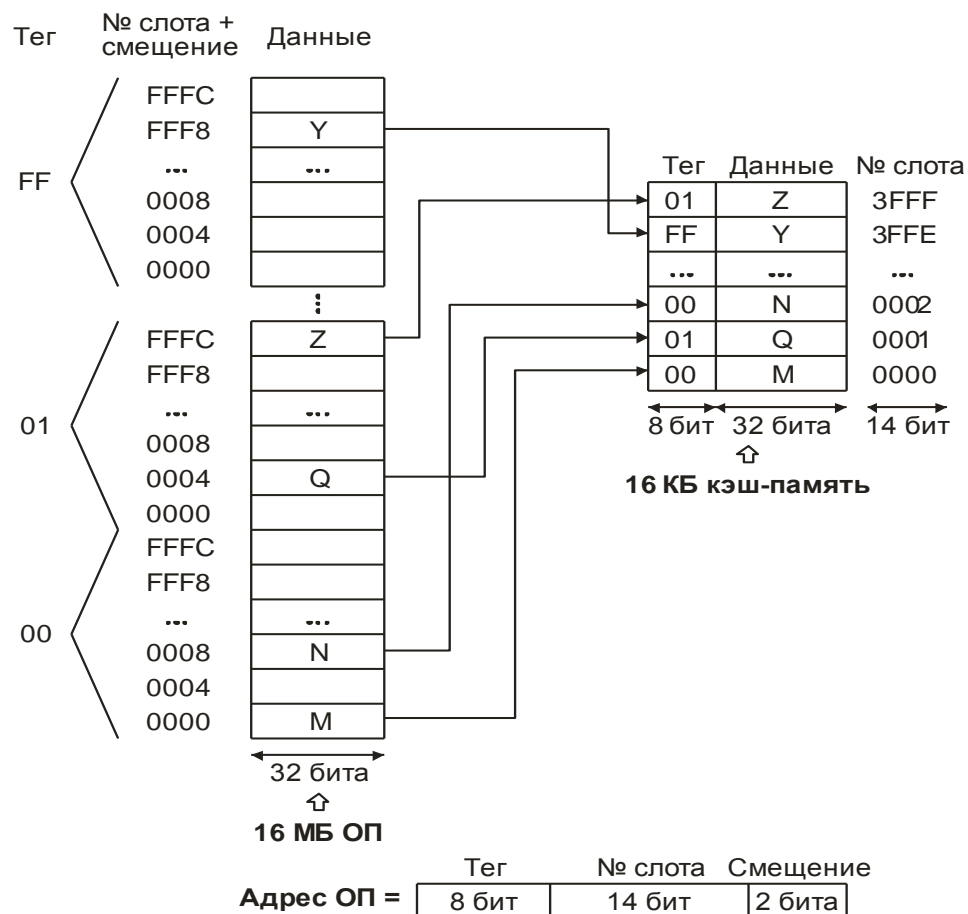 Тег № слота + смещение Данные
FFFC
FFF8 Y
... ...
FF
0008
0004
0000
Тег Данные № слота
01 Z 3FFF
FF Y 3FFE
... ... ...
00 N 0002
01 Q 0001
00 M 0000
8 бит 32 бита 14 бит
16 КБ кэш-память
FFFC Z
FFF8
... ...
01
0008
0004 Q
0000
FFFC
FFF8
... ...
00
0008 N
0004
0000 M
32 бита
16 МБ ОП
Тег № слота Смещение
Адрес ОП = 8 бит 14 бит 2 бита